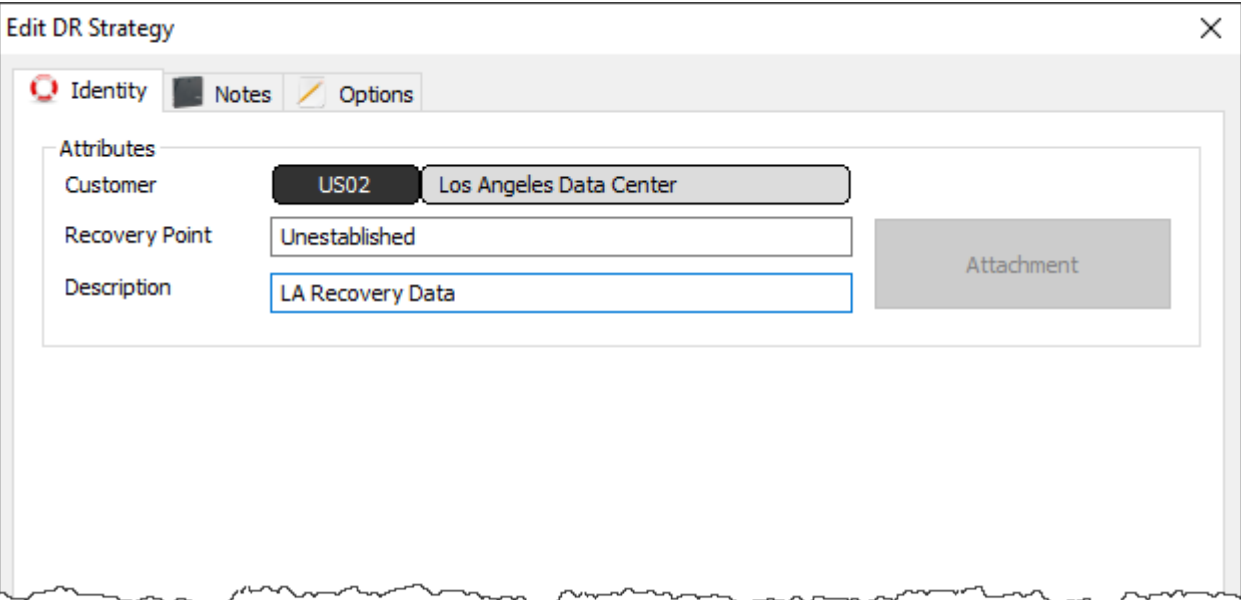 Edit DR Strategy
Identity Notes Options
Attributes
Customer US02 Los Angeles Data Center
Recovery Point Unestablished
Attachment
Description LA Recovery Data